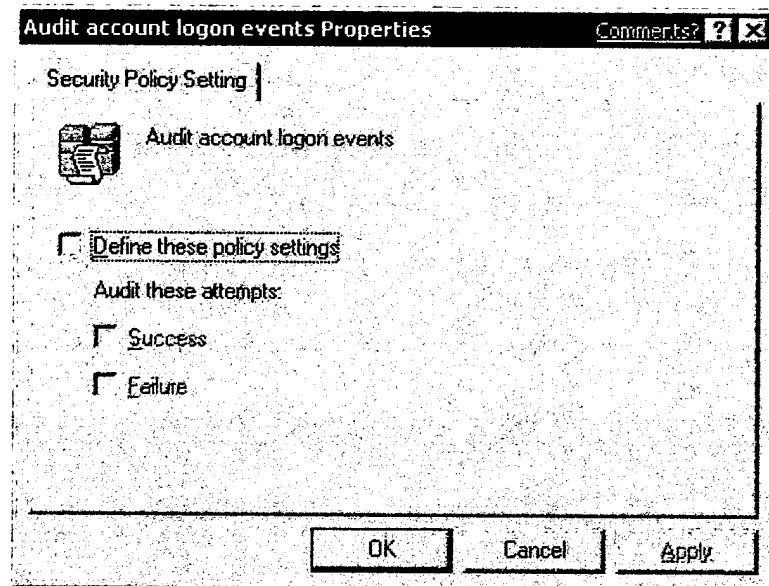 Audit account logon events Properties Comments? ? X
Security Policy Setting
Audit account logon events
Define these policy settings
Audit these attempts:
Success
Failure
OK Cancel Apply